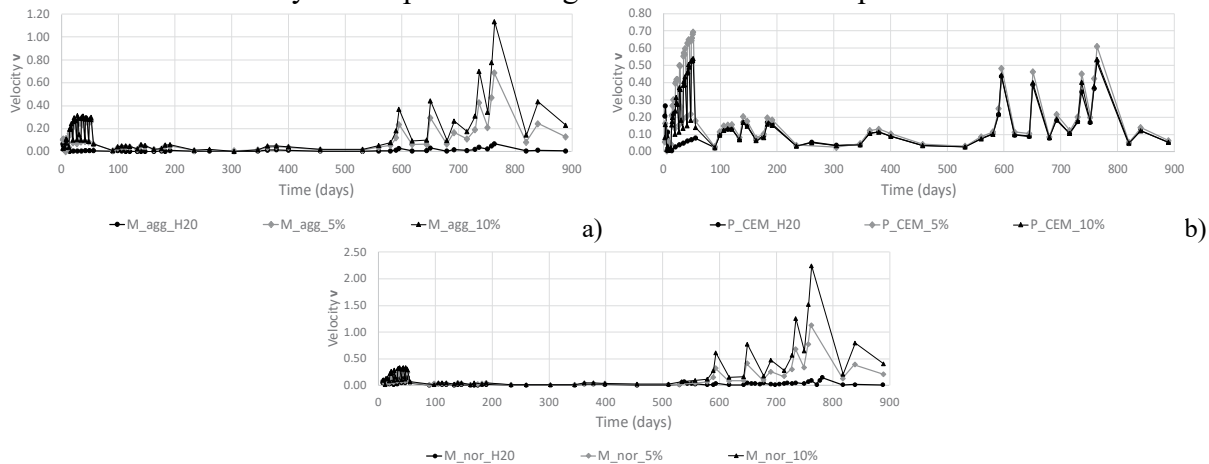 1.20
1.00
0.80
0.60
0.40
0.20
0.00
Velocity v
0 100 200 300 400 500 600 700 800 900
Time (days)
M_agg_H20 M_agg_5% M_agg_10%
a)
0.80
0.70
0.60
0.50
0.40
0.30
0.20
0.10
0.00
Velocity v
0 100 200 300 400 500 600 700 800 900
Time (days)
P_CEM_H20 P_CEM_5% P_CEM_10%
b)
2.50
2.00
1.50
1.00
0.50
0.00
Velocity v
0 100 200 300 400 500 600 700 800 900
Time (days)
M_nor_H20 M_nor_5% M_nor_10%